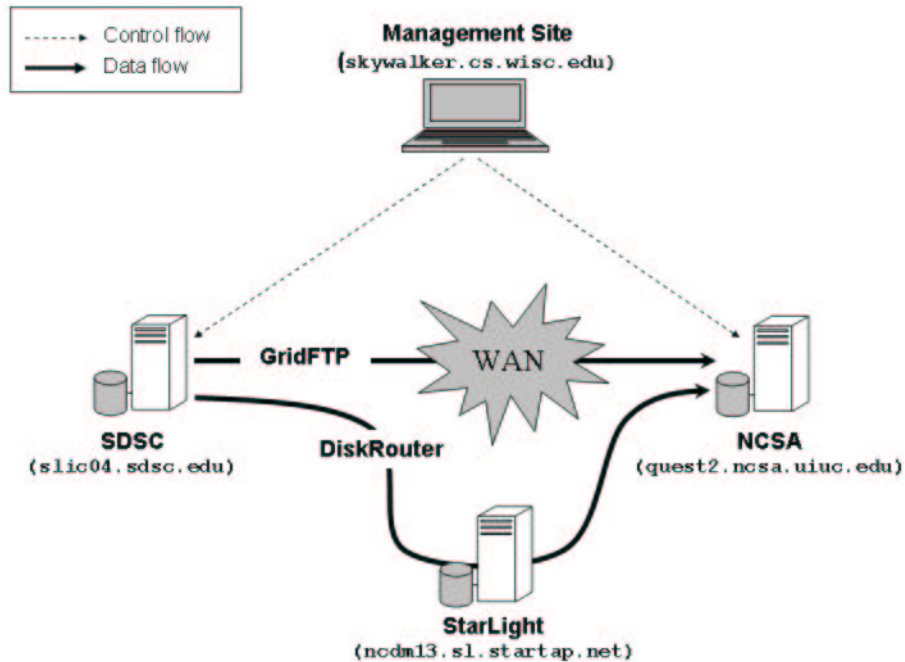 Control flow
Data flow
Management Site
(skywalker.cs.wisc.edu)
GridFTP
WAN
SDSC
(slic04.sdsc.edu)
DiskRouter
NCSA
(quest2.ncsa.uiuc.edu)
StarLight
(ncdm13.sl.startap.net)